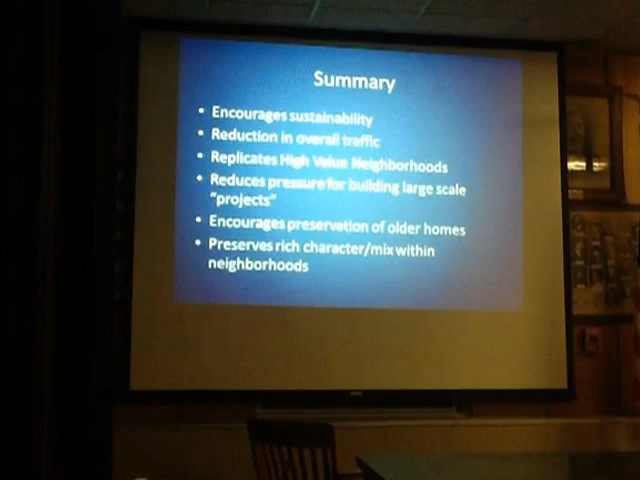 Summary
• Encourages sustainability
• Reduction in overall traffic
• Replicates High Value Neighborhoods
• Reduces pressure for building large scale
"projects"
• Encourages preservation of older homes
• Preserves rich character/mix within
neighborhoods